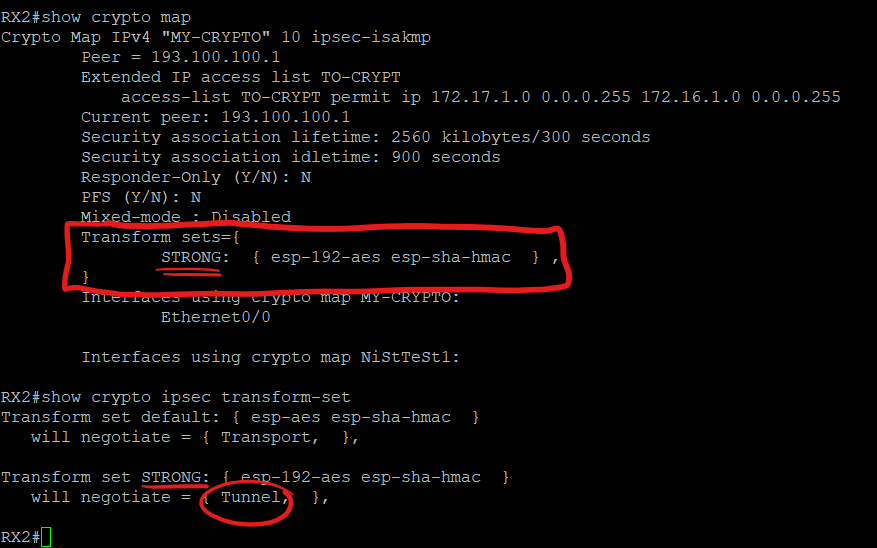 RX2#show crypto map
Crypto Map IPv4 "MY-CRYPTO" 10 ipsec-isakmp
Peer = 193.100.100.1
Extended IP access list TO-CRYPT
access-list TO-CRYPT permit ip 172.17.1.0 0.0.0.255 172.16.1.0 0.0.0.255
Current peer: 193.100.100.1
Security association lifetime: 2560 kilobytes/300 seconds
Security association idletime: 900 seconds
Responder-Only (Y/N): N
PFS (Y/N): N
Mixed-mode : Disabled
Transform sets={
STRONG:  { esp-192-aes esp-sha-hmac  } ,
}
Interfaces using crypto map MY-CRYPTO:
Ethernet0/0
Interfaces using crypto map NiStTeSt1:
RX2#show crypto ipsec transform-set
Transform set default: { esp-aes esp-sha-hmac  }
will negotiate = { Transport,  },
Transform set STRONG: { esp-192-aes esp-sha-hmac  }
will negotiate = { Tunnel,  },
RX2#